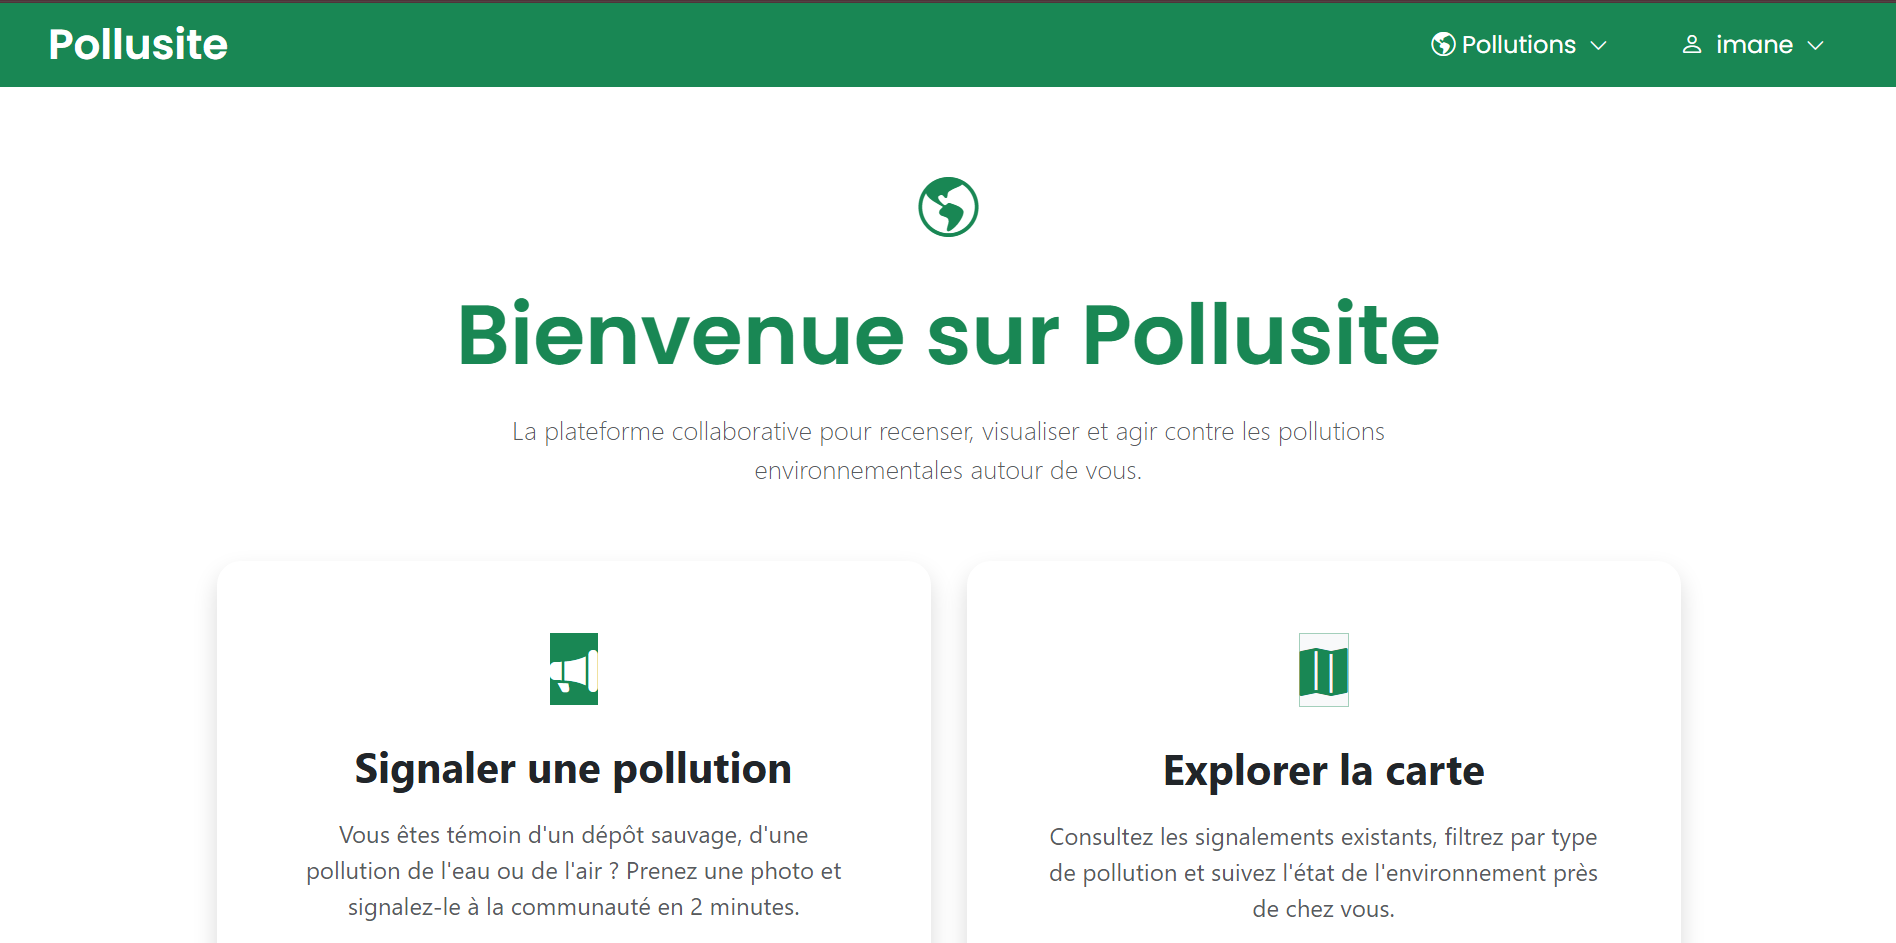 Pollusite
Pollutions
imane
Bienvenue sur Pollusite
La plateforme collaborative pour recenser, visualiser et agir contre les pollutions
environnementales autour de vous.
Signaler une pollution
Vous êtes témoin d'un dépôt sauvage, d'une
pollution de l'eau ou de l'air ? Prenez une photo et
signalez-le à la communauté en 2 minutes.
Explorer la carte
Consultez les signalements existants, filtrez par type
de pollution et suivez l'état de l'environnement près
de chez vous.